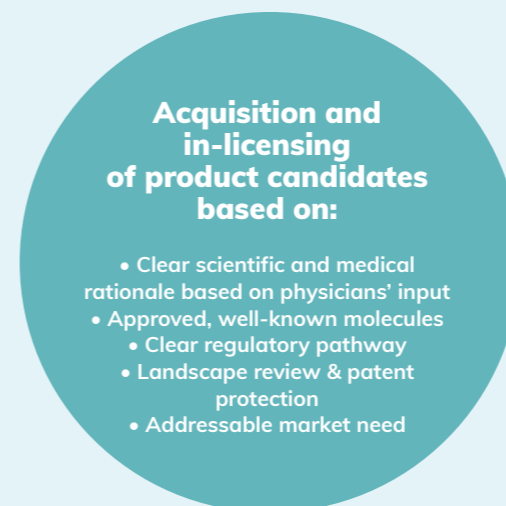 Acquisition and
in-licensing
of product candidates
based on:
• Clear scientific and medical
rationale based on physicians’ input
• Approved, well-known molecules
• Clear regulatory pathway
• Landscape review & patent
protection
• Addressable market need